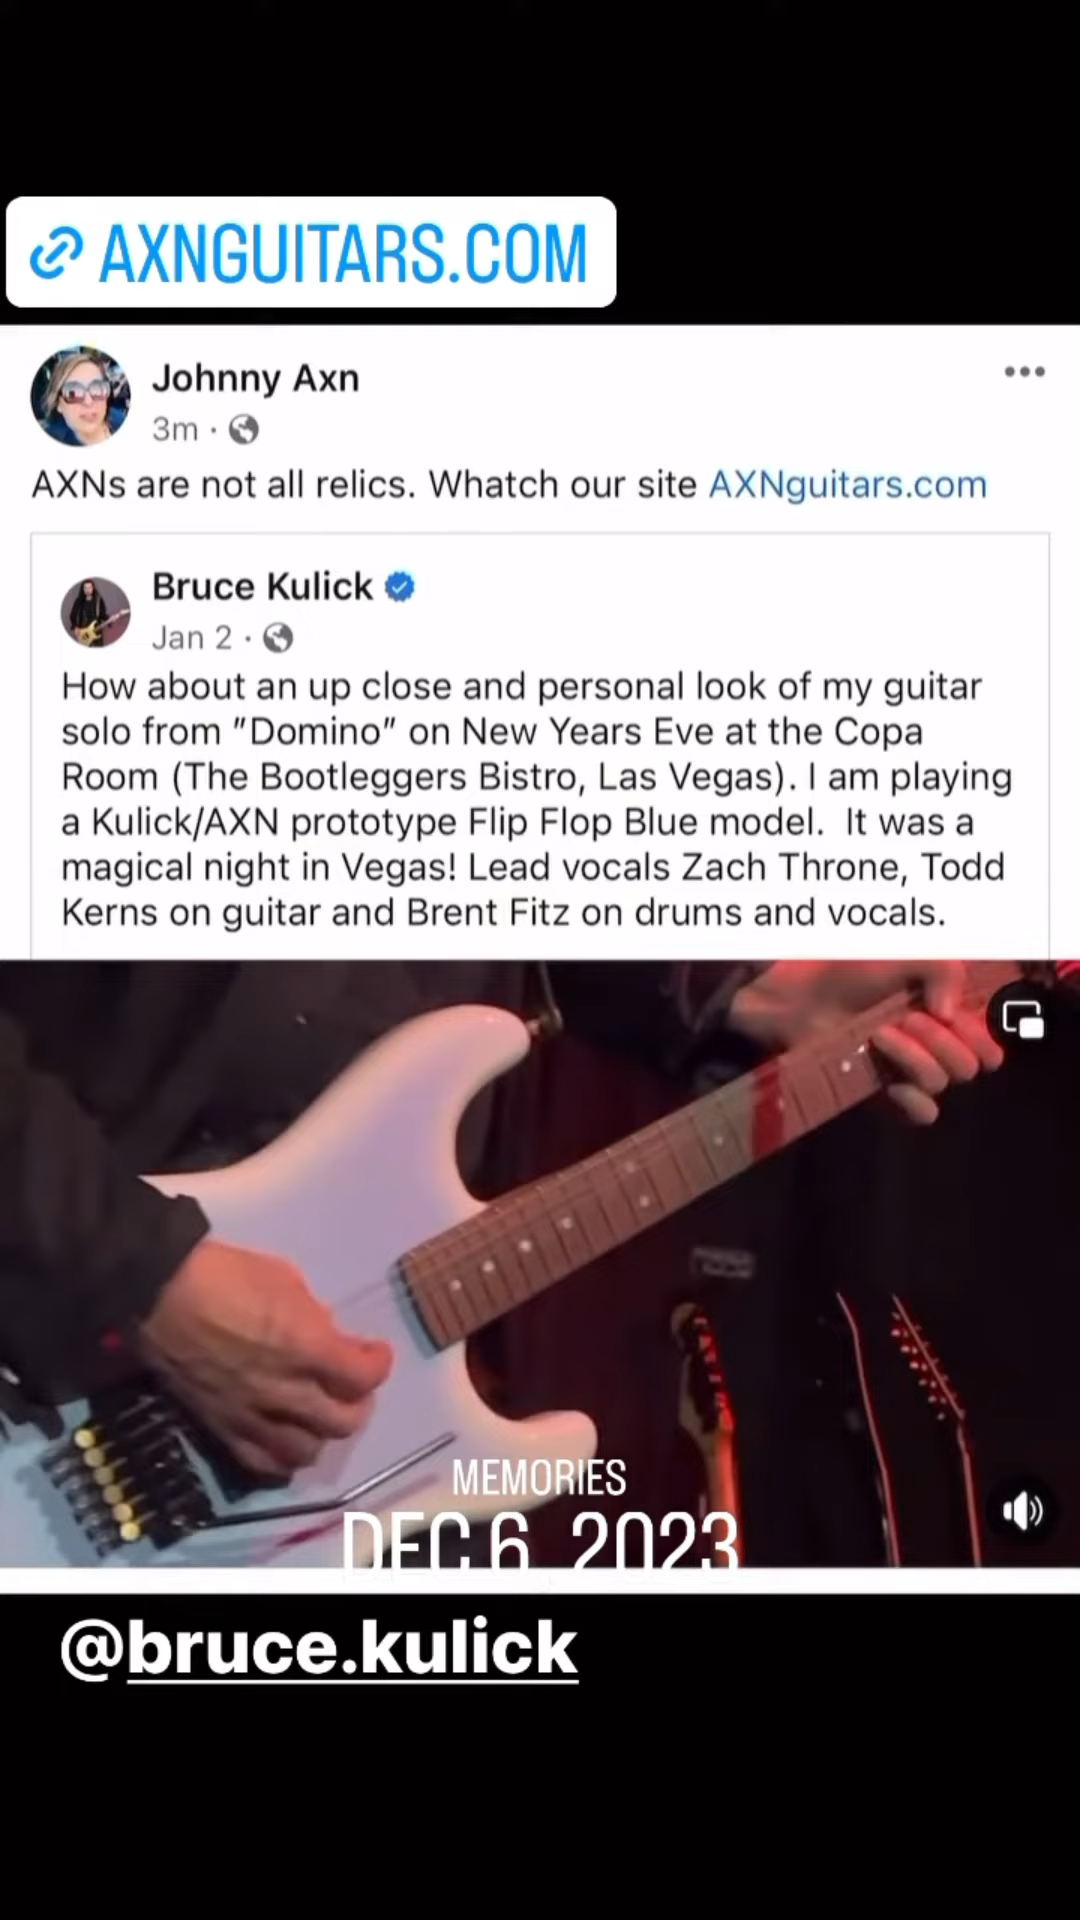 AXNGUITARS.COM
Johnny Axn
3m ·
AXNs are not all relics. Whatch our site AXNguitars.com
Bruce Kulick
Jan 2 ·
How about an up close and personal look of my guitar
solo from "Domino" on New Years Eve at the Copa
Room (The Bootleggers Bistro, Las Vegas). I am playing
a Kulick/AXN prototype Flip Flop Blue model.  It was a
magical night in Vegas! Lead vocals Zach Throne, Todd
Kerns on guitar and Brent Fitz on drums and vocals.
MEMORIES
DEC 6, 2023
@bruce.kulick